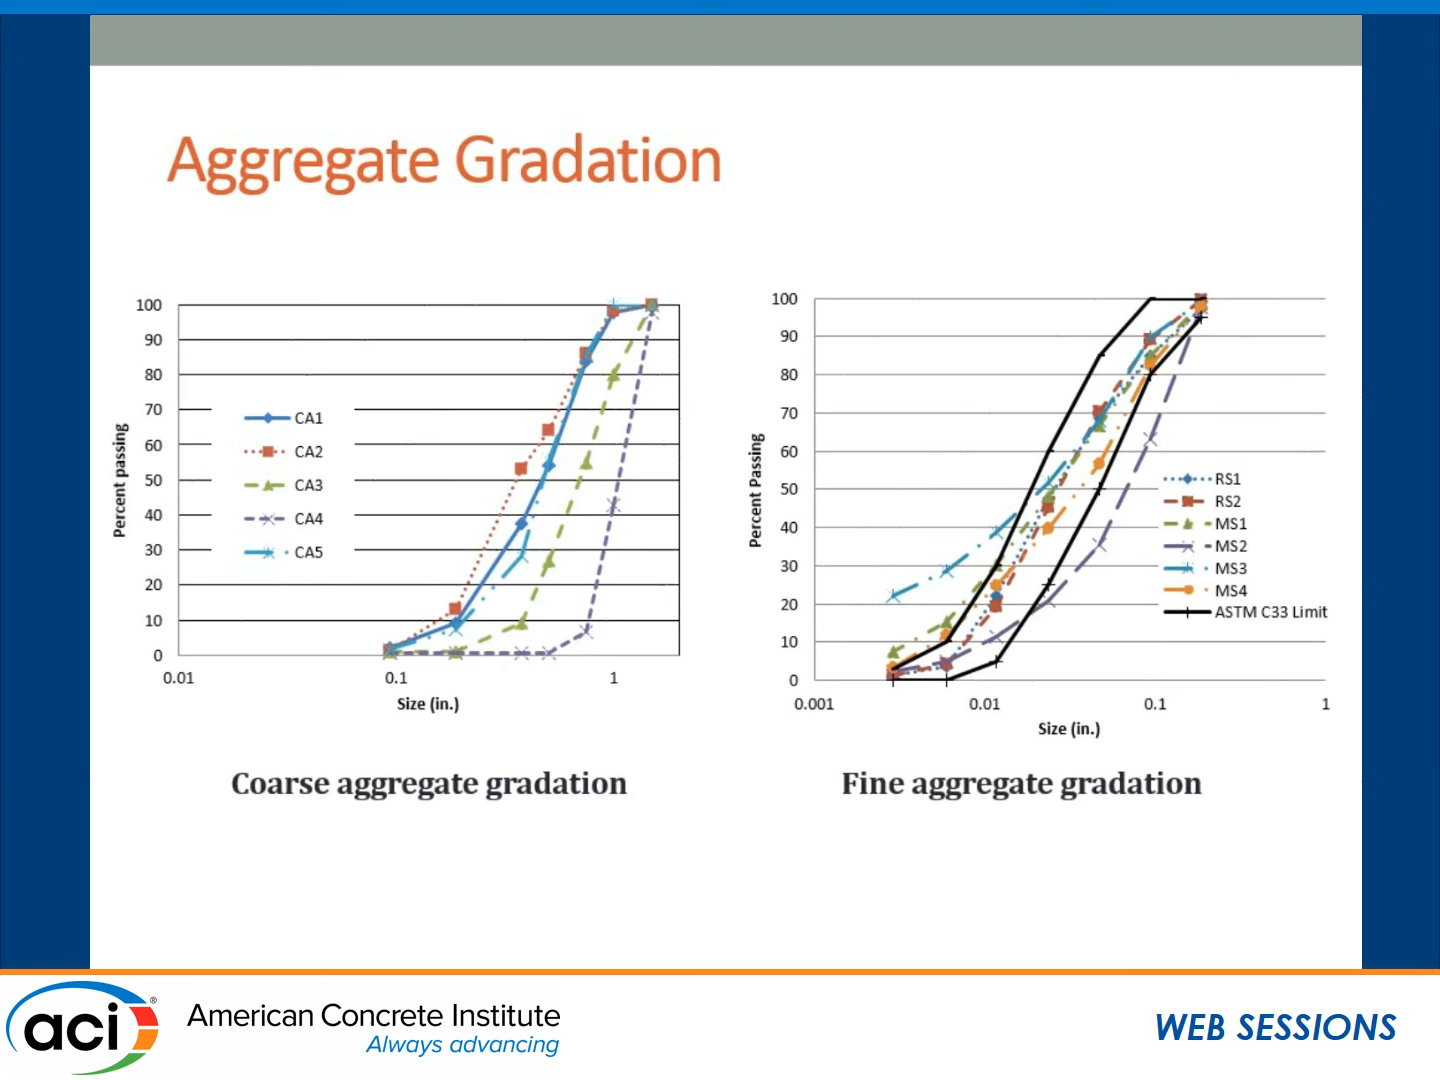 Aggregate Gradation
100
90
80
70
60
50
40
30
20
10
0
Percent passing
CA1
CA2
CA3
CA4
CA5
0.01
0.1
1
Size (in.)
Coarse aggregate gradation
100
90
80
70
60
50
40
30
20
10
0
Percent Passing
RS1
RS2
MS1
MS2
MS3
MS4
ASTM C33 Limit
0.001
0.01
0.1
1
Size (in.)
Fine aggregate gradation
aci®
American Concrete Institute
Always advancing
WEB SESSIONS